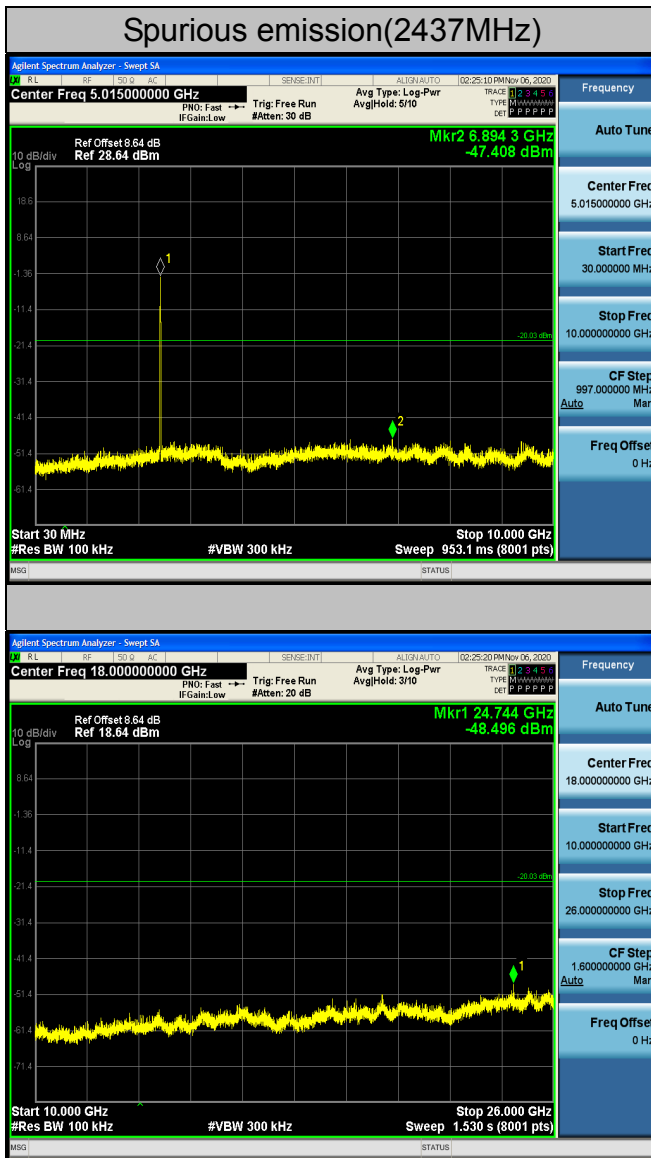 Spurious emission(2437MHz)
Agilent Spectrum Analyzer - Swept SA
LXI RL RF 50 Ω AC SENSE:INT ALIGN AUTO 02:25:10 PM Nov 06, 2020
Center Freq 5.015000000 GHz
PNO: Fast
IFGain:Low
Trig: Free Run
#Atten: 30 dB
Avg Type: Log-Pwr
Avg|Hold: 5/10
TRACE 1 2 3 4 5 6
TYPE MWWWWW
DET P P P P P P
Frequency
Ref Offset 8.64 dB
10 dB/div Ref 28.64 dBm
Log
Mkr2 6.894 3 GHz
-47.408 dBm
18.6
8.64
-1.36
-11.4
-21.4
-31.4
-41.4
-51.4
-61.4
1
-20.03 dBm
2
Start 30 MHz Stop 10.000 GHz
#Res BW 100 kHz #VBW 300 kHz Sweep 953.1 ms (8001 pts)
MSG STATUS
Auto Tune
Center Freq
5.015000000 GHz
Start Freq
30.000000 MHz
Stop Freq
10.000000000 GHz
CF Step
997.000000 MHz
Auto Man
Freq Offset
0 Hz
Agilent Spectrum Analyzer - Swept SA
LXI RL RF 50 Ω AC SENSE:INT ALIGN AUTO 02:25:20 PM Nov 06, 2020
Center Freq 18.000000000 GHz
PNO: Fast
IFGain:Low
Trig: Free Run
#Atten: 20 dB
Avg Type: Log-Pwr
Avg|Hold: 3/10
TRACE 1 2 3 4 5 6
TYPE MWWWWW
DET P P P P P P
Frequency
Ref Offset 8.64 dB
10 dB/div Ref 18.64 dBm
Log
Mkr1 24.744 GHz
-48.496 dBm
8.64
-1.36
-11.4
-21.4
-31.4
-41.4
-51.4
-61.4
-71.4
-20.03 dBm
1
Start 10.000 GHz Stop 26.000 GHz
#Res BW 100 kHz #VBW 300 kHz Sweep 1.530 s (8001 pts)
MSG STATUS
Auto Tune
Center Freq
18.000000000 GHz
Start Freq
10.000000000 GHz
Stop Freq
26.000000000 GHz
CF Step
1.600000000 GHz
Auto Man
Freq Offset
0 Hz